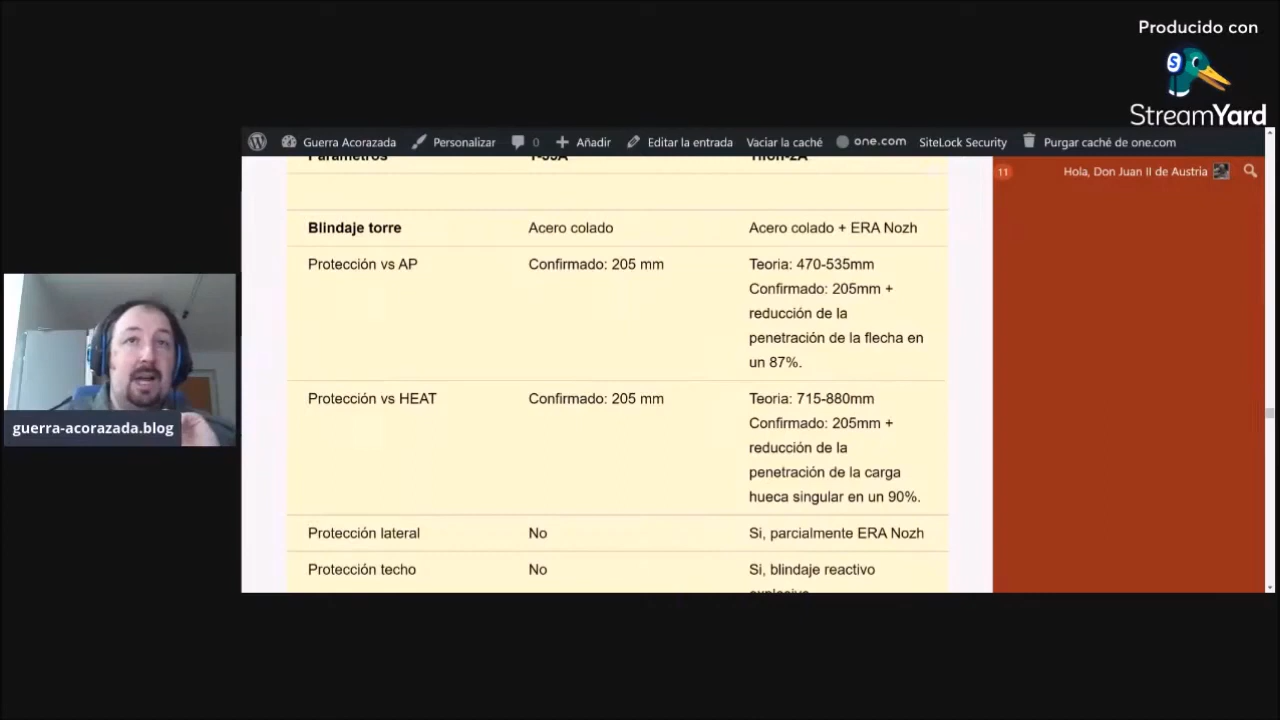 Producido con
StreamYard
Guerra Acorazada Personalizar 0 Añadir Editar la entrada Vaciar la caché one.com SiteLock Security Purgar caché de one.com
11 Hola, Don Juan II de Austria
Parámetros T-55A Tifon-2A
Blindaje torre Acero colado Acero colado + ERA Nozh
Protección vs AP Confirmado: 205 mm Teoria: 470-535mm
Confirmado: 205mm +
reducción de la
penetración de la flecha en
un 87%.
Protección vs HEAT Confirmado: 205 mm Teoria: 715-880mm
Confirmado: 205mm +
reducción de la
penetración de la carga
hueca singular en un 90%.
Protección lateral No Si, parcialmente ERA Nozh
Protección techo No Si, blindaje reactivo
explosivo
guerra-acorazada.blog